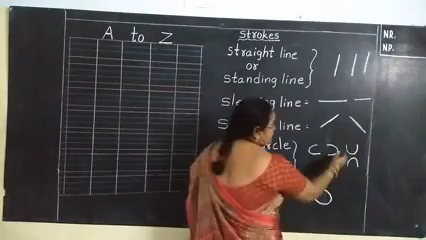 A to Z
Strokes
Straight line
or
Standing line
line =
line =
NR.
NP.